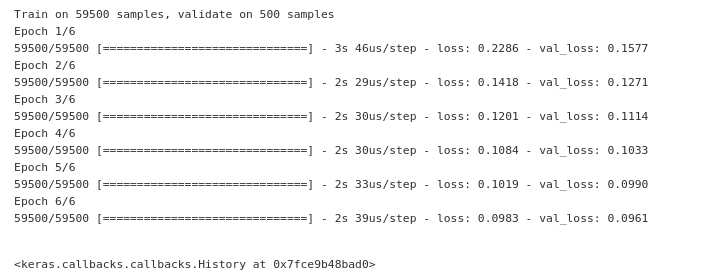 Train on 59500 samples, validate on 500 samples
Epoch 1/6
59500/59500 [==============================] - 3s 46us/step - loss: 0.2286 - val_loss: 0.1577
Epoch 2/6
59500/59500 [==============================] - 2s 29us/step - loss: 0.1418 - val_loss: 0.1271
Epoch 3/6
59500/59500 [==============================] - 2s 30us/step - loss: 0.1201 - val_loss: 0.1114
Epoch 4/6
59500/59500 [==============================] - 2s 30us/step - loss: 0.1084 - val_loss: 0.1033
Epoch 5/6
59500/59500 [==============================] - 2s 33us/step - loss: 0.1019 - val_loss: 0.0990
Epoch 6/6
59500/59500 [==============================] - 2s 39us/step - loss: 0.0983 - val_loss: 0.0961
<keras.callbacks.callbacks.History at 0x7fce9b48bad0>